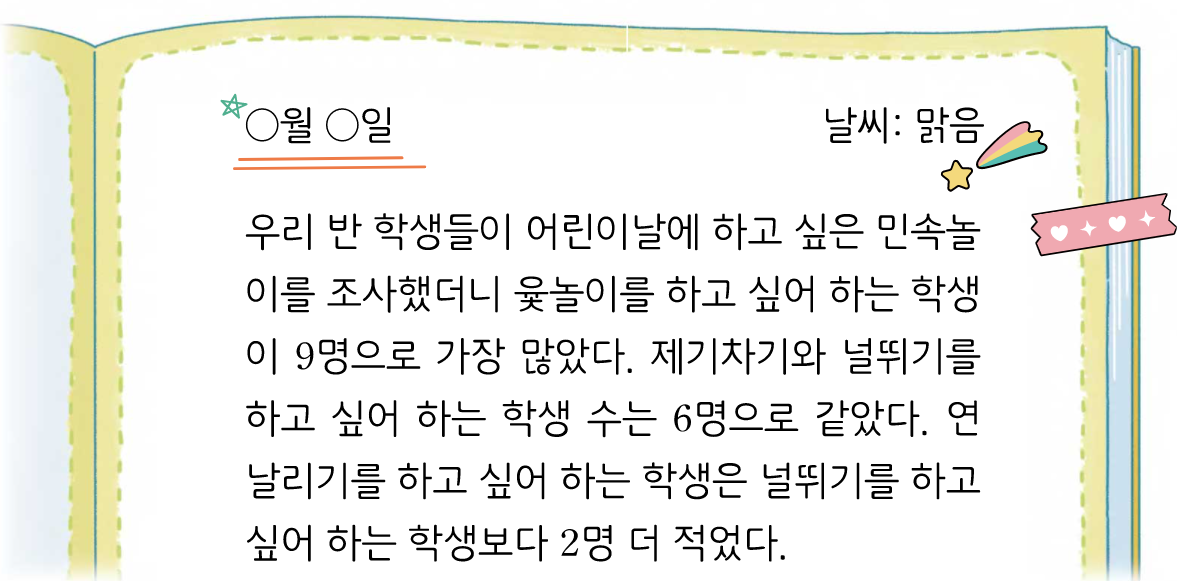 ○월 ○일 날씨: 맑음
우리 반 학생들이 어린이날에 하고 싶은 민속놀
이를 조사했더니 윷놀이를 하고 싶어 하는 학생
이 9명으로 가장 많았다. 제기차기와 널뛰기를
하고 싶어 하는 학생 수는 6명으로 같았다. 연
날리기를 하고 싶어 하는 학생은 널뛰기를 하고
싶어 하는 학생보다 2명 더 적었다.